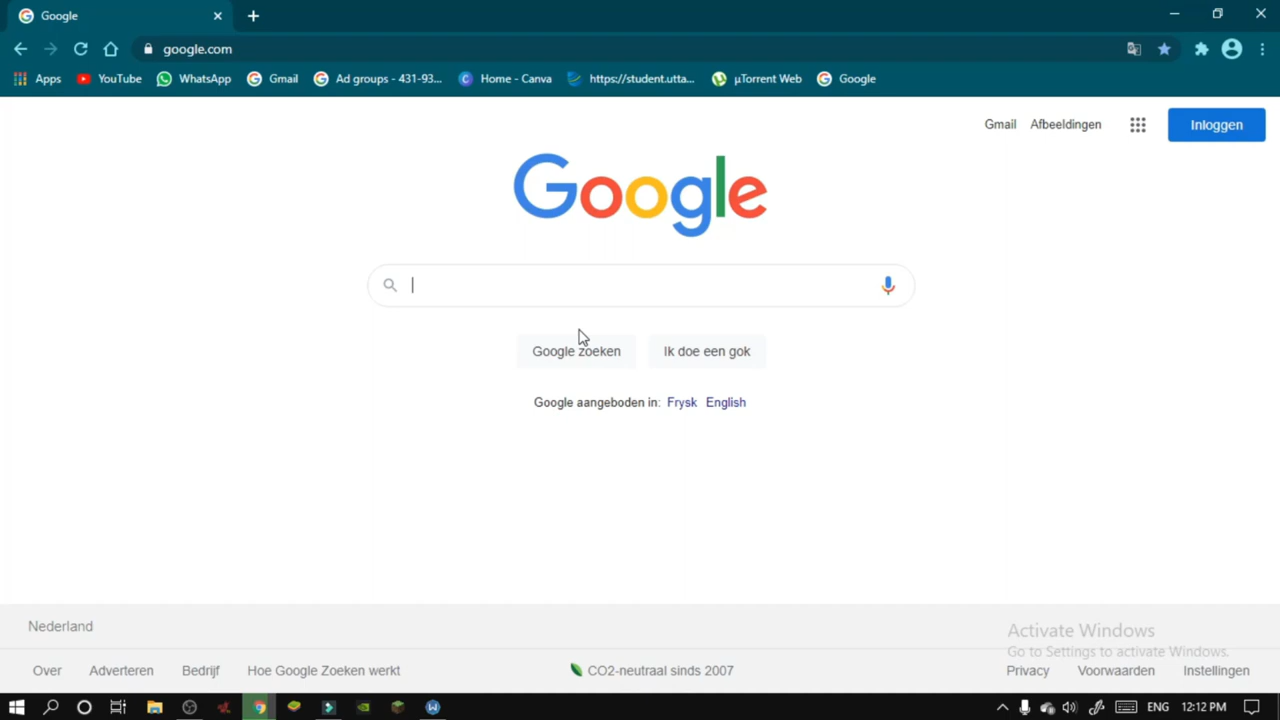 Google
google.com
Apps YouTube WhatsApp Gmail Ad groups - 431-93... Home - Canva https://student.utta... µTorrent Web Google
Gmail Afbeeldingen Inloggen
Google
Google zoeken Ik doe een gok
Google aangeboden in: Frysk English
Nederland
Activate Windows
Go to Settings to activate Windows.
Over Adverteren Bedrijf Hoe Google Zoeken werkt CO2-neutraal sinds 2007 Privacy Voorwaarden Instellingen
ENG 12:12 PM